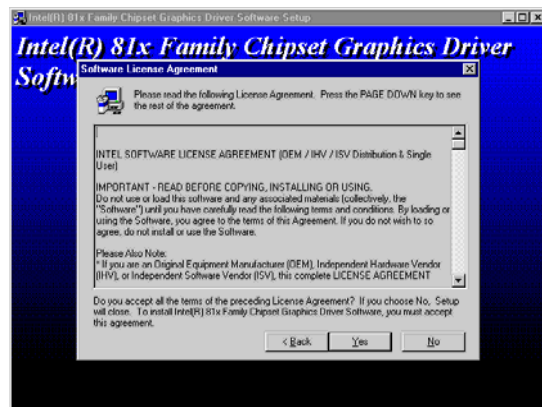 Intel(R) 81x Family Chipset Graphics Driver Software Setup
Intel(R) 81x Family Chipset Graphics Driver
Softw
Software License Agreement
Please read the following License Agreement. Press the PAGE DOWN key to see
the rest of the agreement.
INTEL SOFTWARE LICENSE AGREEMENT (OEM / IHV / ISV Distribution & Single
User)
IMPORTANT - READ BEFORE COPYING, INSTALLING OR USING.
Do not use or load this software and any associated materials (collectively, the
"Software") until you have carefully read the following terms and conditions. By loading or
using the Software, you agree to the terms of this Agreement. If you do not wish to so
agree, do not install or use the Software.
Please Also Note:
* If you are an Original Equipment Manufacturer (OEM), Independent Hardware Vendor
(IHV), or Independent Software Vendor (ISV), this complete LICENSE AGREEMENT
Do you accept all the terms of the preceding License Agreement? If you choose No, Setup
will close. To install Intel(R) 81x Family Chipset Graphics Driver Software, you must accept
this agreement.
< Back
Yes
No